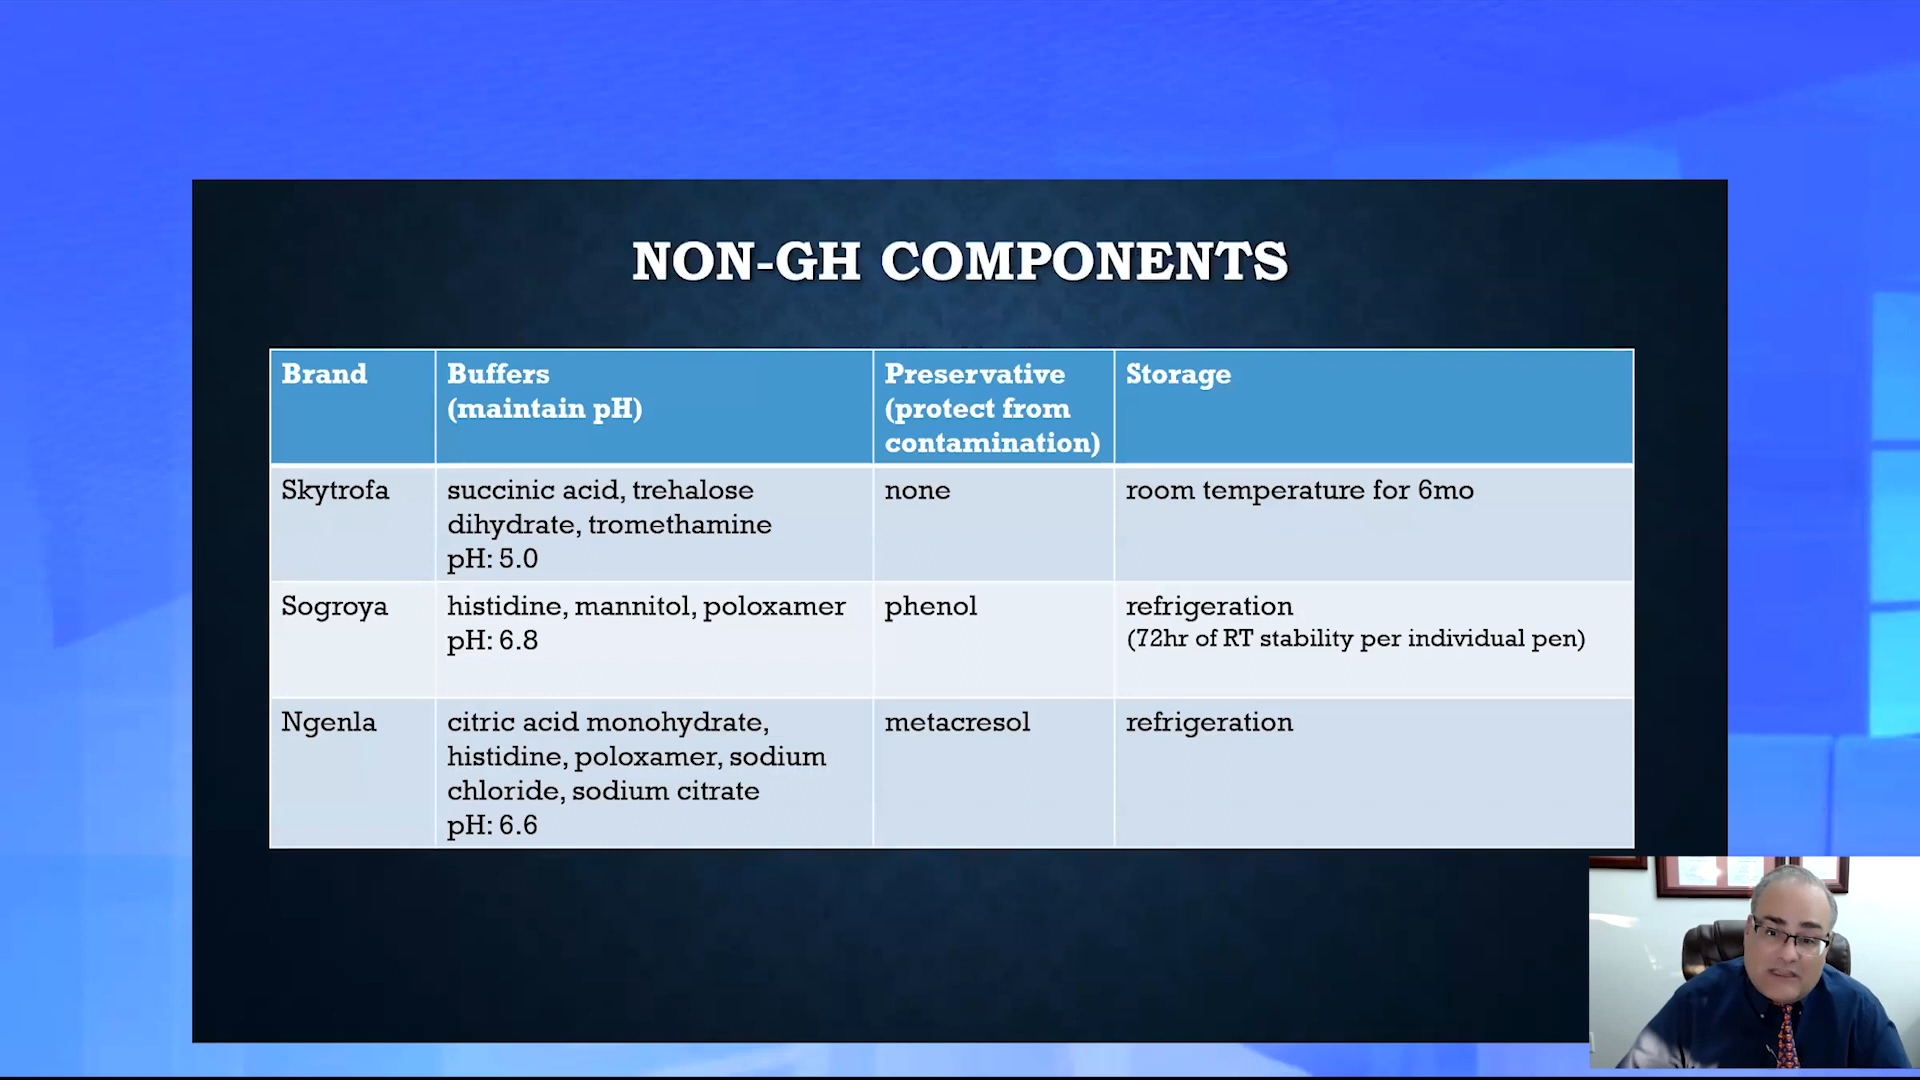 NON-GH COMPONENTS
Brand
Buffers
(maintain pH)
Preservative
(protect from
contamination)
Storage
Skytrofa
succinic acid, trehalose
dihydrate, tromethamine
pH: 5.0
none
room temperature for 6mo
Sogroya
histidine, mannitol, poloxamer
pH: 6.8
phenol
refrigeration
(72hr of RT stability per individual pen)
Ngenla
citric acid monohydrate,
histidine, poloxamer, sodium
chloride, sodium citrate
pH: 6.6
metacresol
refrigeration